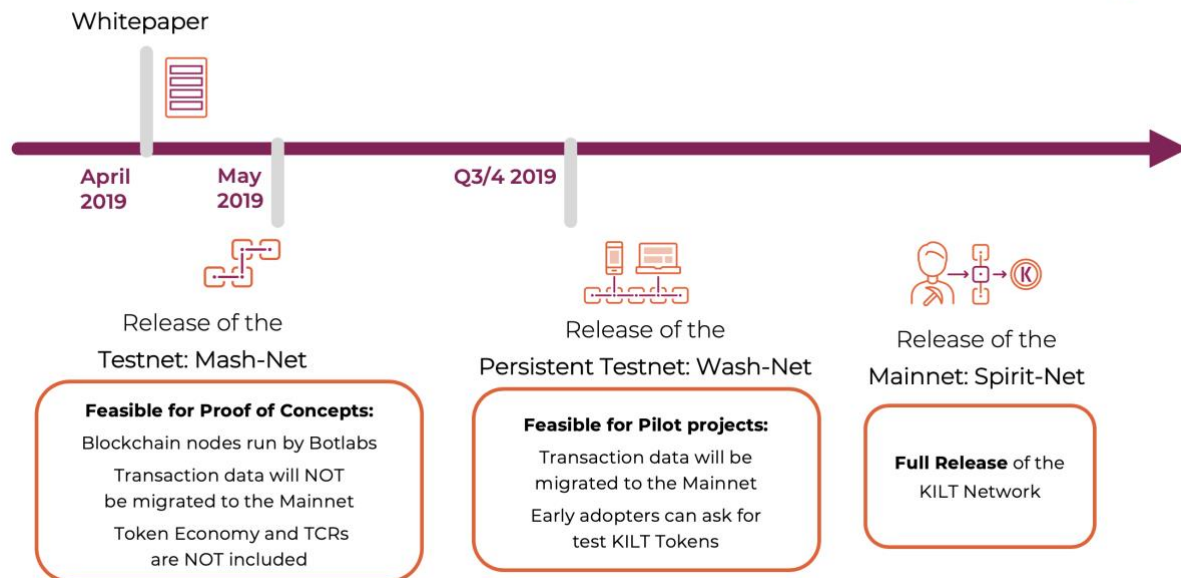 Whitepaper
April
2019
May
2019
Q3/4 2019
Release of the
Testnet: Mash-Net
Feasible for Proof of Concepts:
Blockchain nodes run by Botlabs
Transaction data will NOT
be migrated to the Mainnet
Token Economy and TCRs
are NOT included
Release of the
Persistent Testnet: Wash-Net
Feasible for Pilot projects:
Transaction data will be
migrated to the Mainnet
Early adopters can ask for
test KILT Tokens
K
Release of the
Mainnet: Spirit-Net
Full Release of the
KILT Network